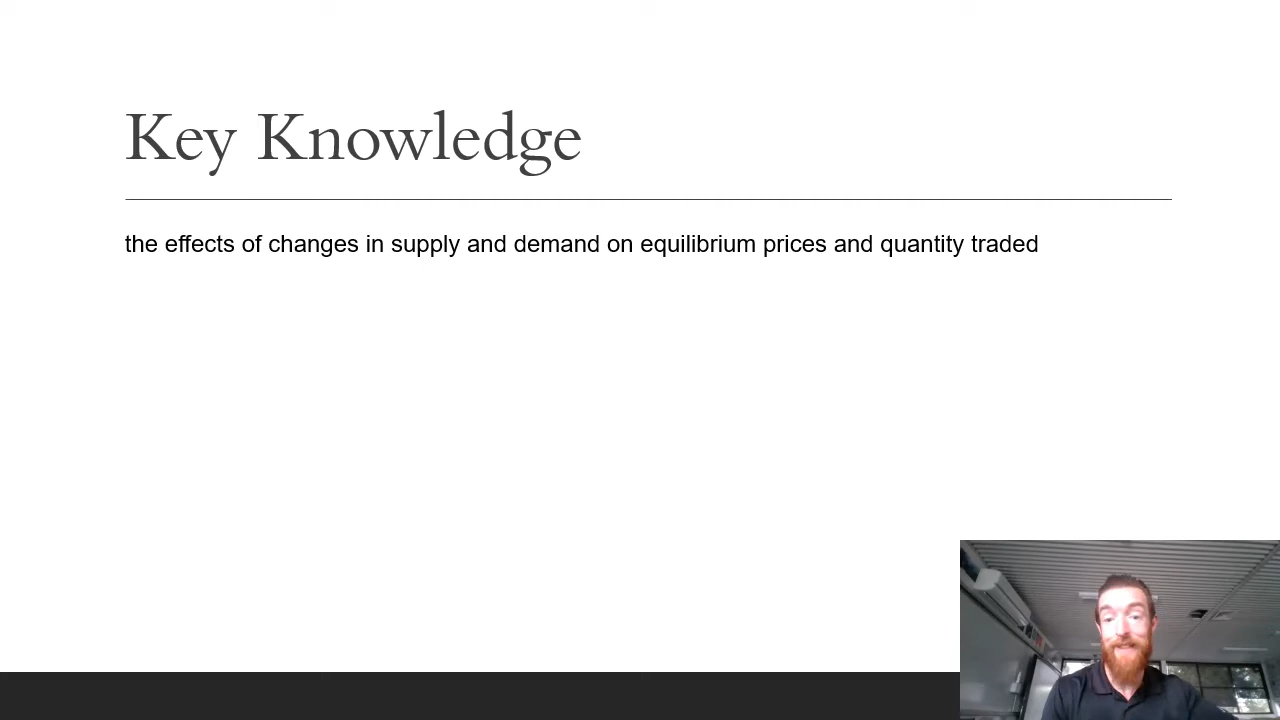 Key Knowledge
the effects of changes in supply and demand on equilibrium prices and quantity traded